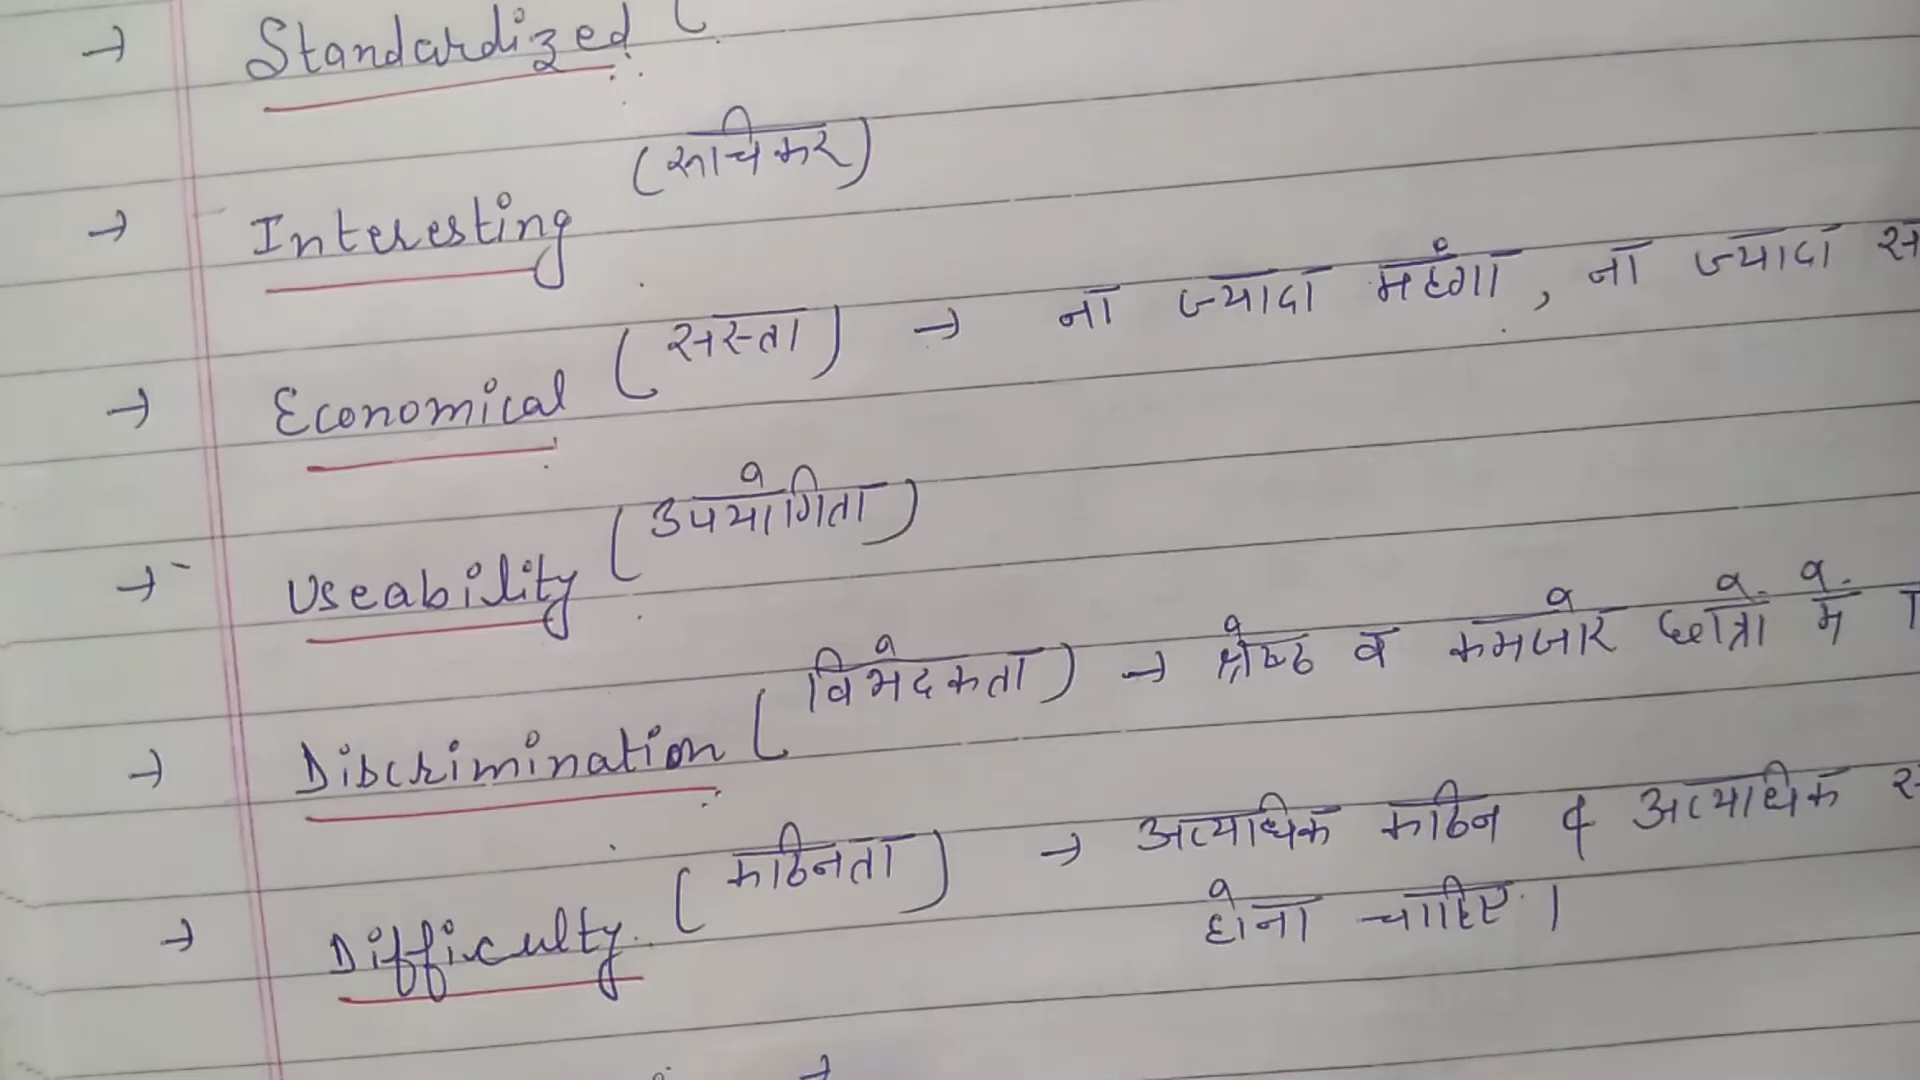 → Standardized (
→ Interesting (रूचिकर)
→ Economical (सस्ता) → ना ज्यादा महंगा, ना ज्यादा
→ Useability (उपयोगिता)
→ Discrimination (विभेदकता) → श्रेष्ठ व कमजोर छात्रों में
→ Difficulty (कठिनता) → अत्यधिक कठिन व अत्यधिक
होना चाहिए।